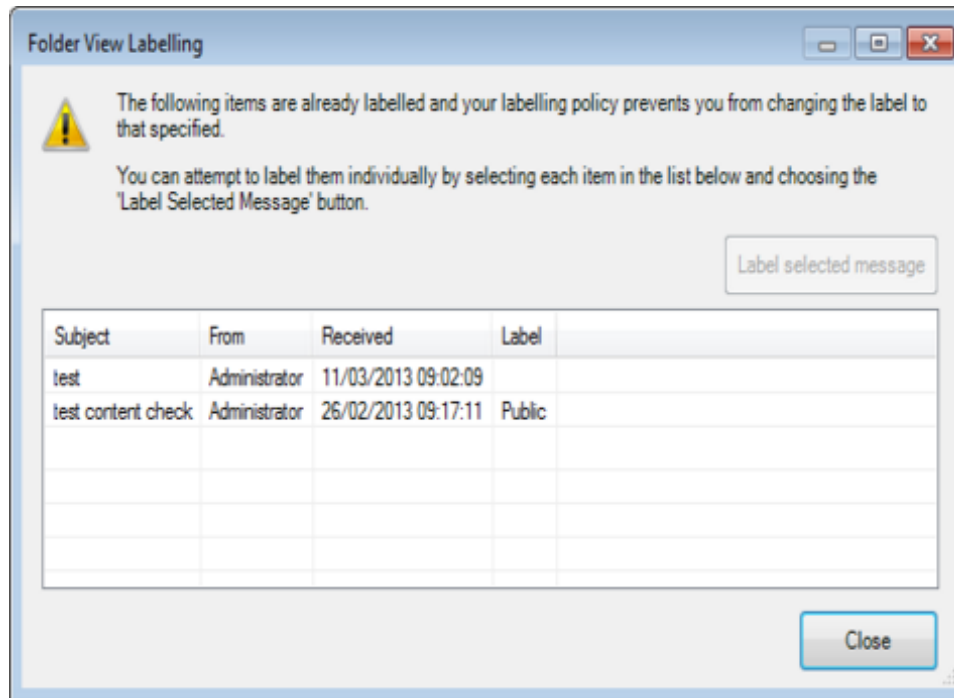 Folder View Labelling
The following items are already labelled and your labelling policy prevents you from changing the label to
that specified.
You can attempt to label them individually by selecting each item in the list below and choosing the
'Label Selected Message' button.
Label selected message
Subject From Received Label
test Administrator 11/03/2013 09:02:09
test content check Administrator 26/02/2013 09:17:11 Public
Close